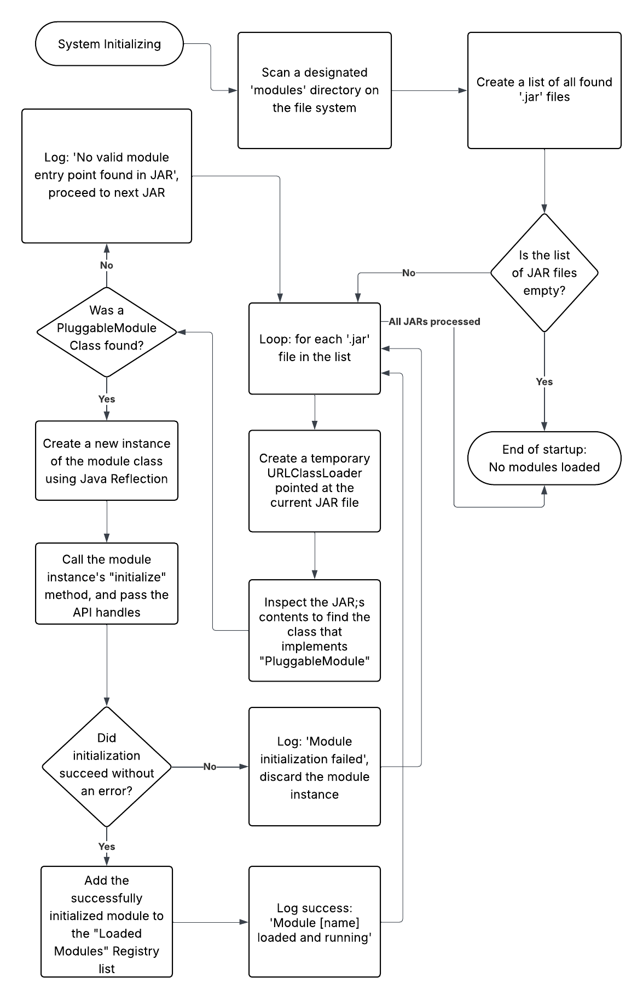 System Initializing
Scan a designated
'modules' directory on
the file system
Create a list of all found
'.jar' files
Log: 'No valid module
entry point found in JAR',
proceed to next JAR
Is the list
of JAR files
empty?
No
No
Was a
PluggableModule
Class found?
All JARs processed
Loop: for each '.jar'
file in the list
Yes
Yes
Create a new instance
of the module class
using Java Reflection
Create a temporary
URLClassLoader
pointed at the
current JAR file
End of startup:
No modules loaded
Call the module
instance's "initialize"
method, and pass the
API handles
Inspect the JAR;s
contents to find the
class that
implements
"PluggableModule"
Did
initialization
succeed without
an error?
No
Log: 'Module
initialization failed',
discard the module
instance
Yes
Add the
successfully
initialized module to
the "Loaded
Modules" Registry
list
Log success:
'Module [name]
loaded and running'